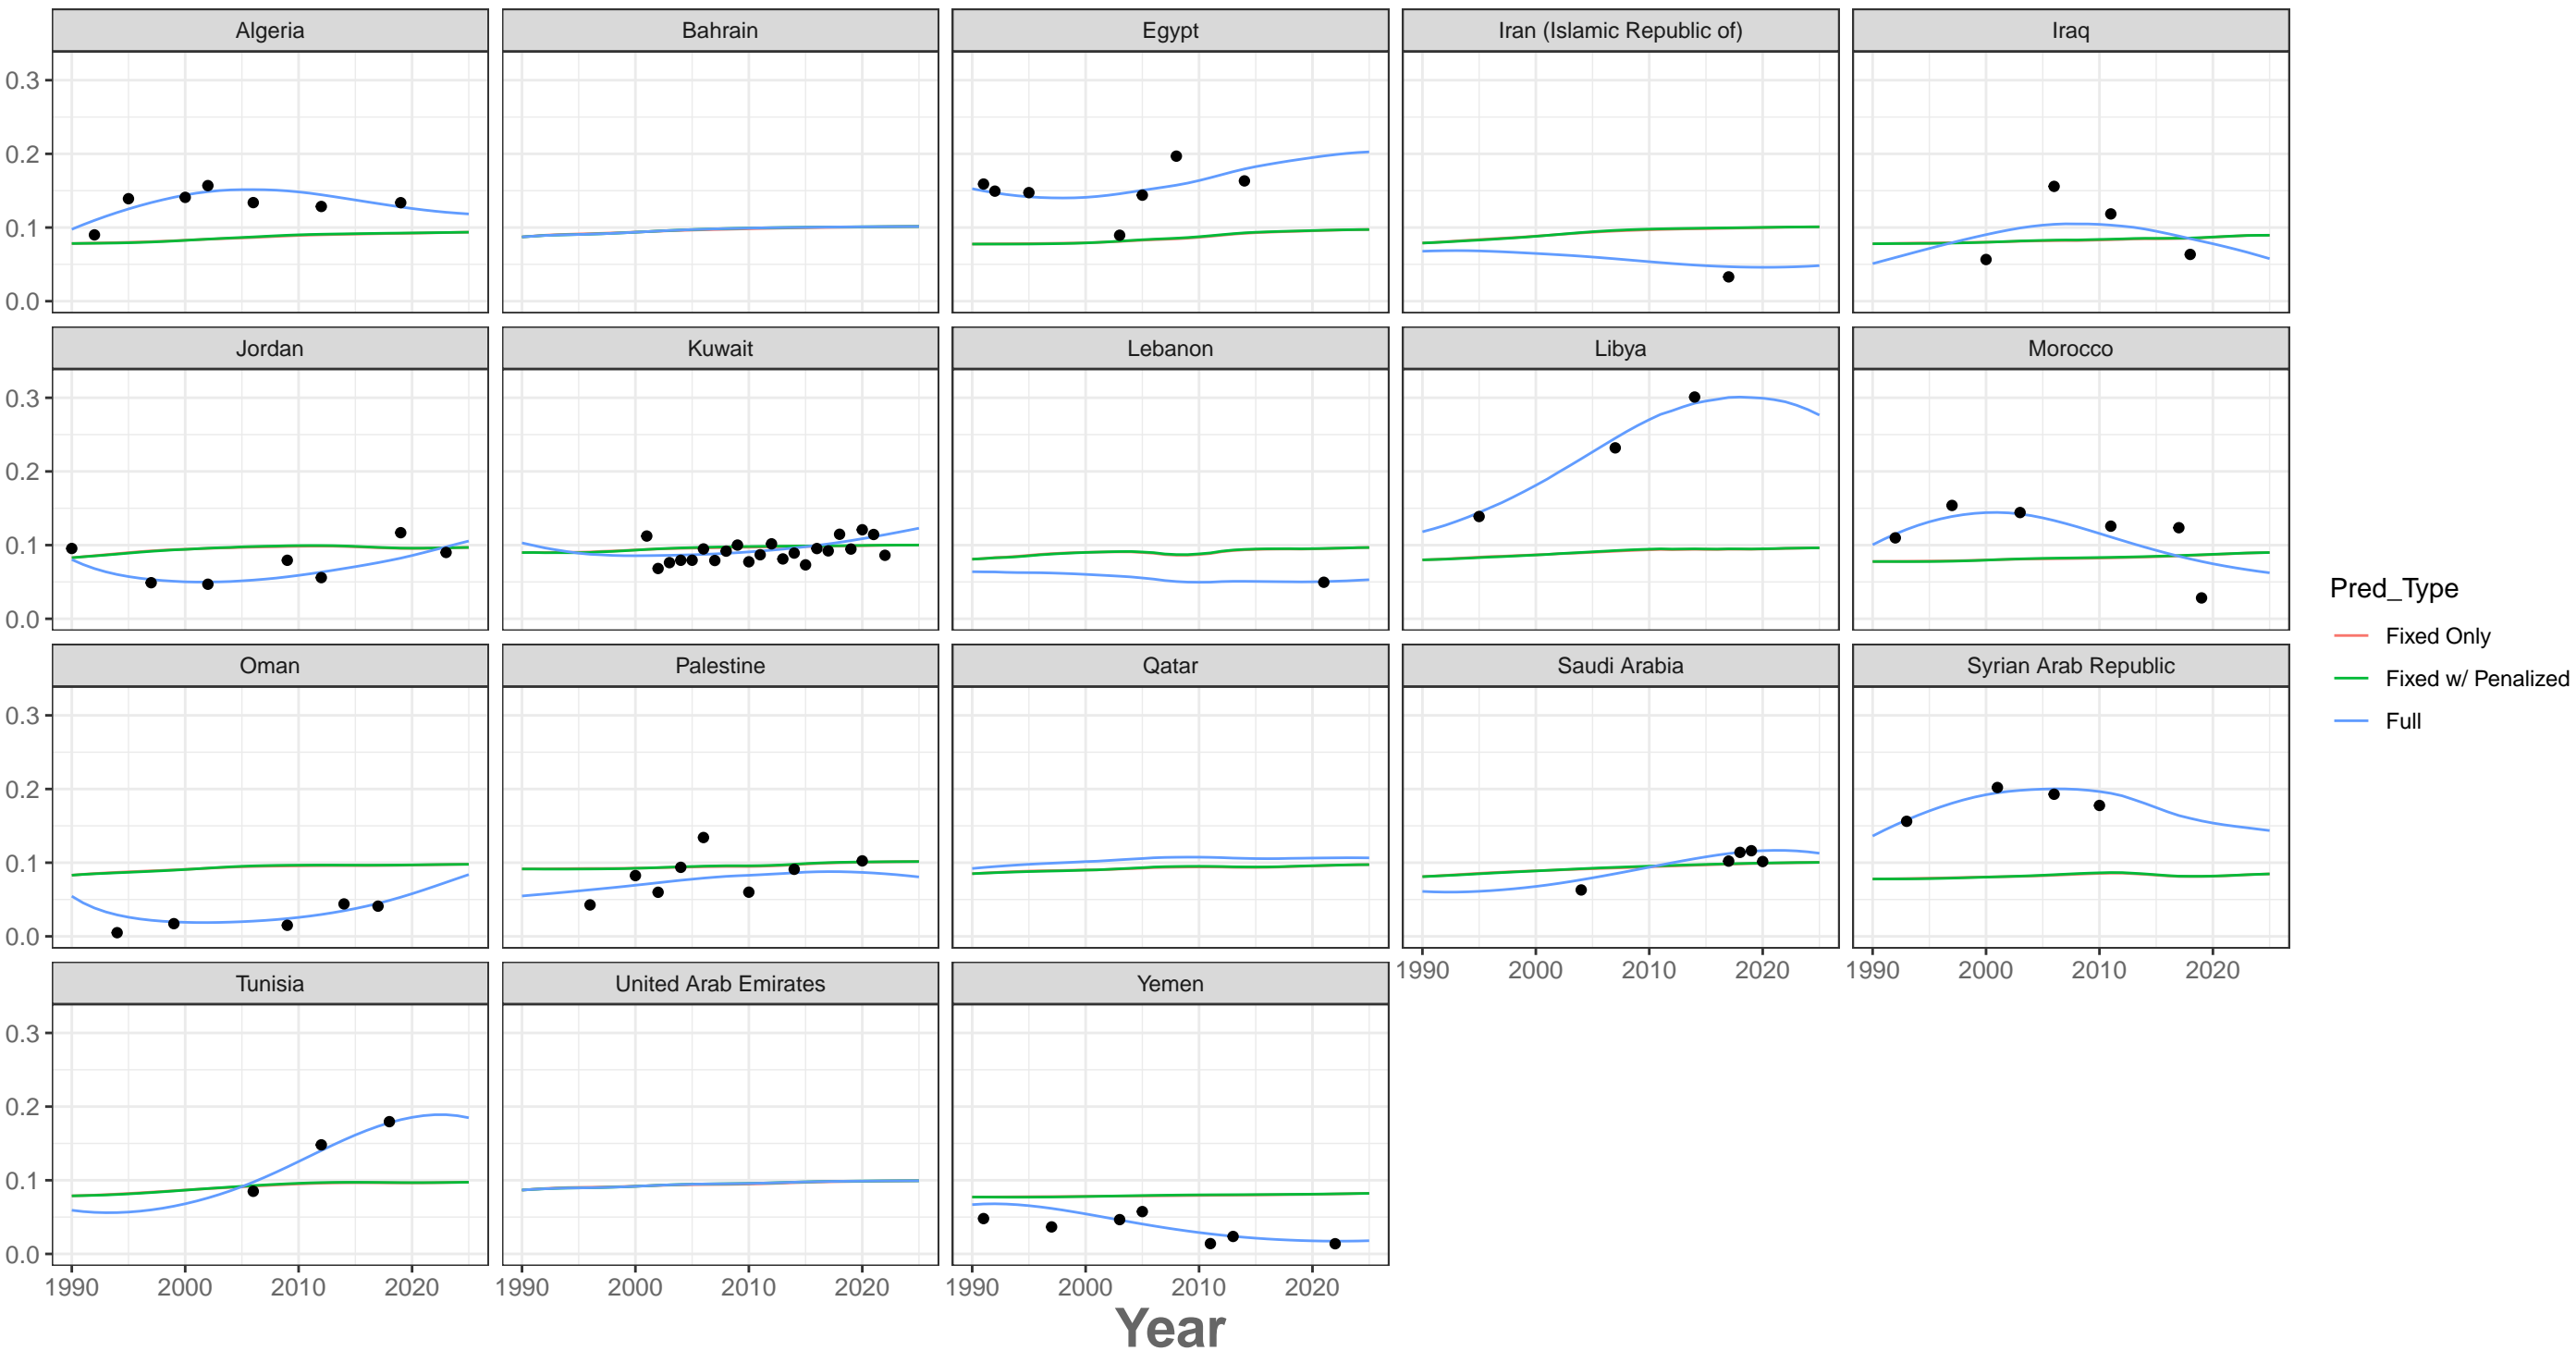 Algeria Bahrain Egypt Iran (Islamic Republic of) Iraq
0.3
0.2
0.1
0.0
Jordan Kuwait Lebanon Libya Morocco
0.3
0.2
0.1
0.0
Oman Palestine Qatar Saudi Arabia Syrian Arab Republic
0.3
0.2
0.1
0.0
1990 2000 2010 2020 1990 2000 2010 2020
Tunisia United Arab Emirates Yemen
0.3
0.2
0.1
0.0
1990 2000 2010 2020 1990 2000 2010 2020 1990 2000 2010 2020
Year
Pred_Type
Fixed Only
Fixed w/ Penalized
Full